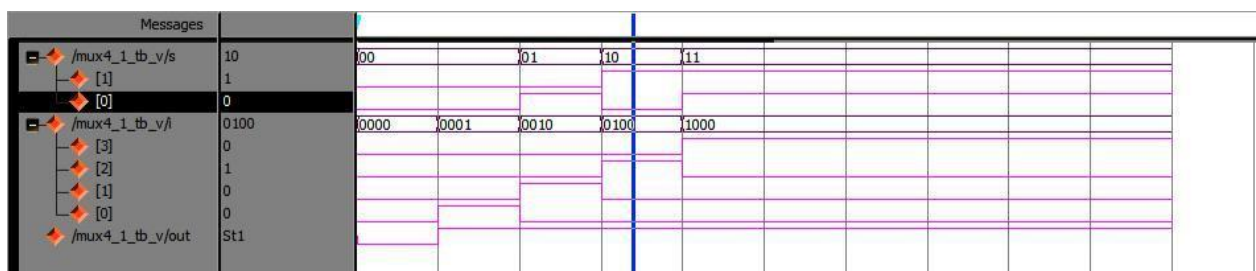 Messages
/mux4_1_tb_v/s 10 00 01 10 11
[1] 1
[0] 0
/mux4_1_tb_v/i 0100 0000 0001 0010 0100 1000
[3] 0
[2] 1
[1] 0
[0] 0
/mux4_1_tb_v/out St1